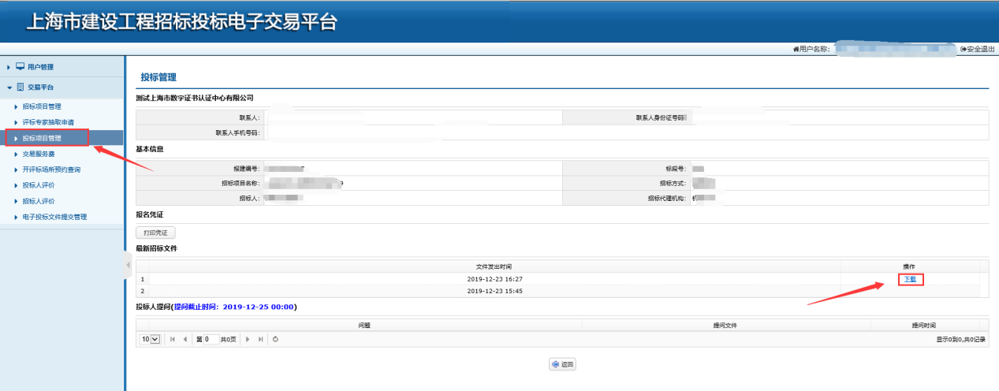 上海市建设工程招标投标电子交易平台
用户名称:
安全退出
用户管理
交易平台
招标项目管理
评标专家抽取申请
投标项目管理
交易服务费
开评标场所预约查询
投标人评价
招标人评价
电子投标文件提交管理
投标管理
测试上海市数字证书认证中心有限公司
联系人: 联系人身份证号码
联系人手机号码:
基本信息
报建编号: 标段号:
招标项目名称: 招标方式:
招标人: 招标代理机构:
报名凭证
打印凭证
最新招标文件
文件发出时间 操作
1 2019-12-23 16:27 下载
2 2019-12-23 15:45
投标人提问(提问截止时间: 2019-12-25 00:00)
问题 提问文件 提问时间
10 第 0 共0页 显示0到0,共0记录
返回